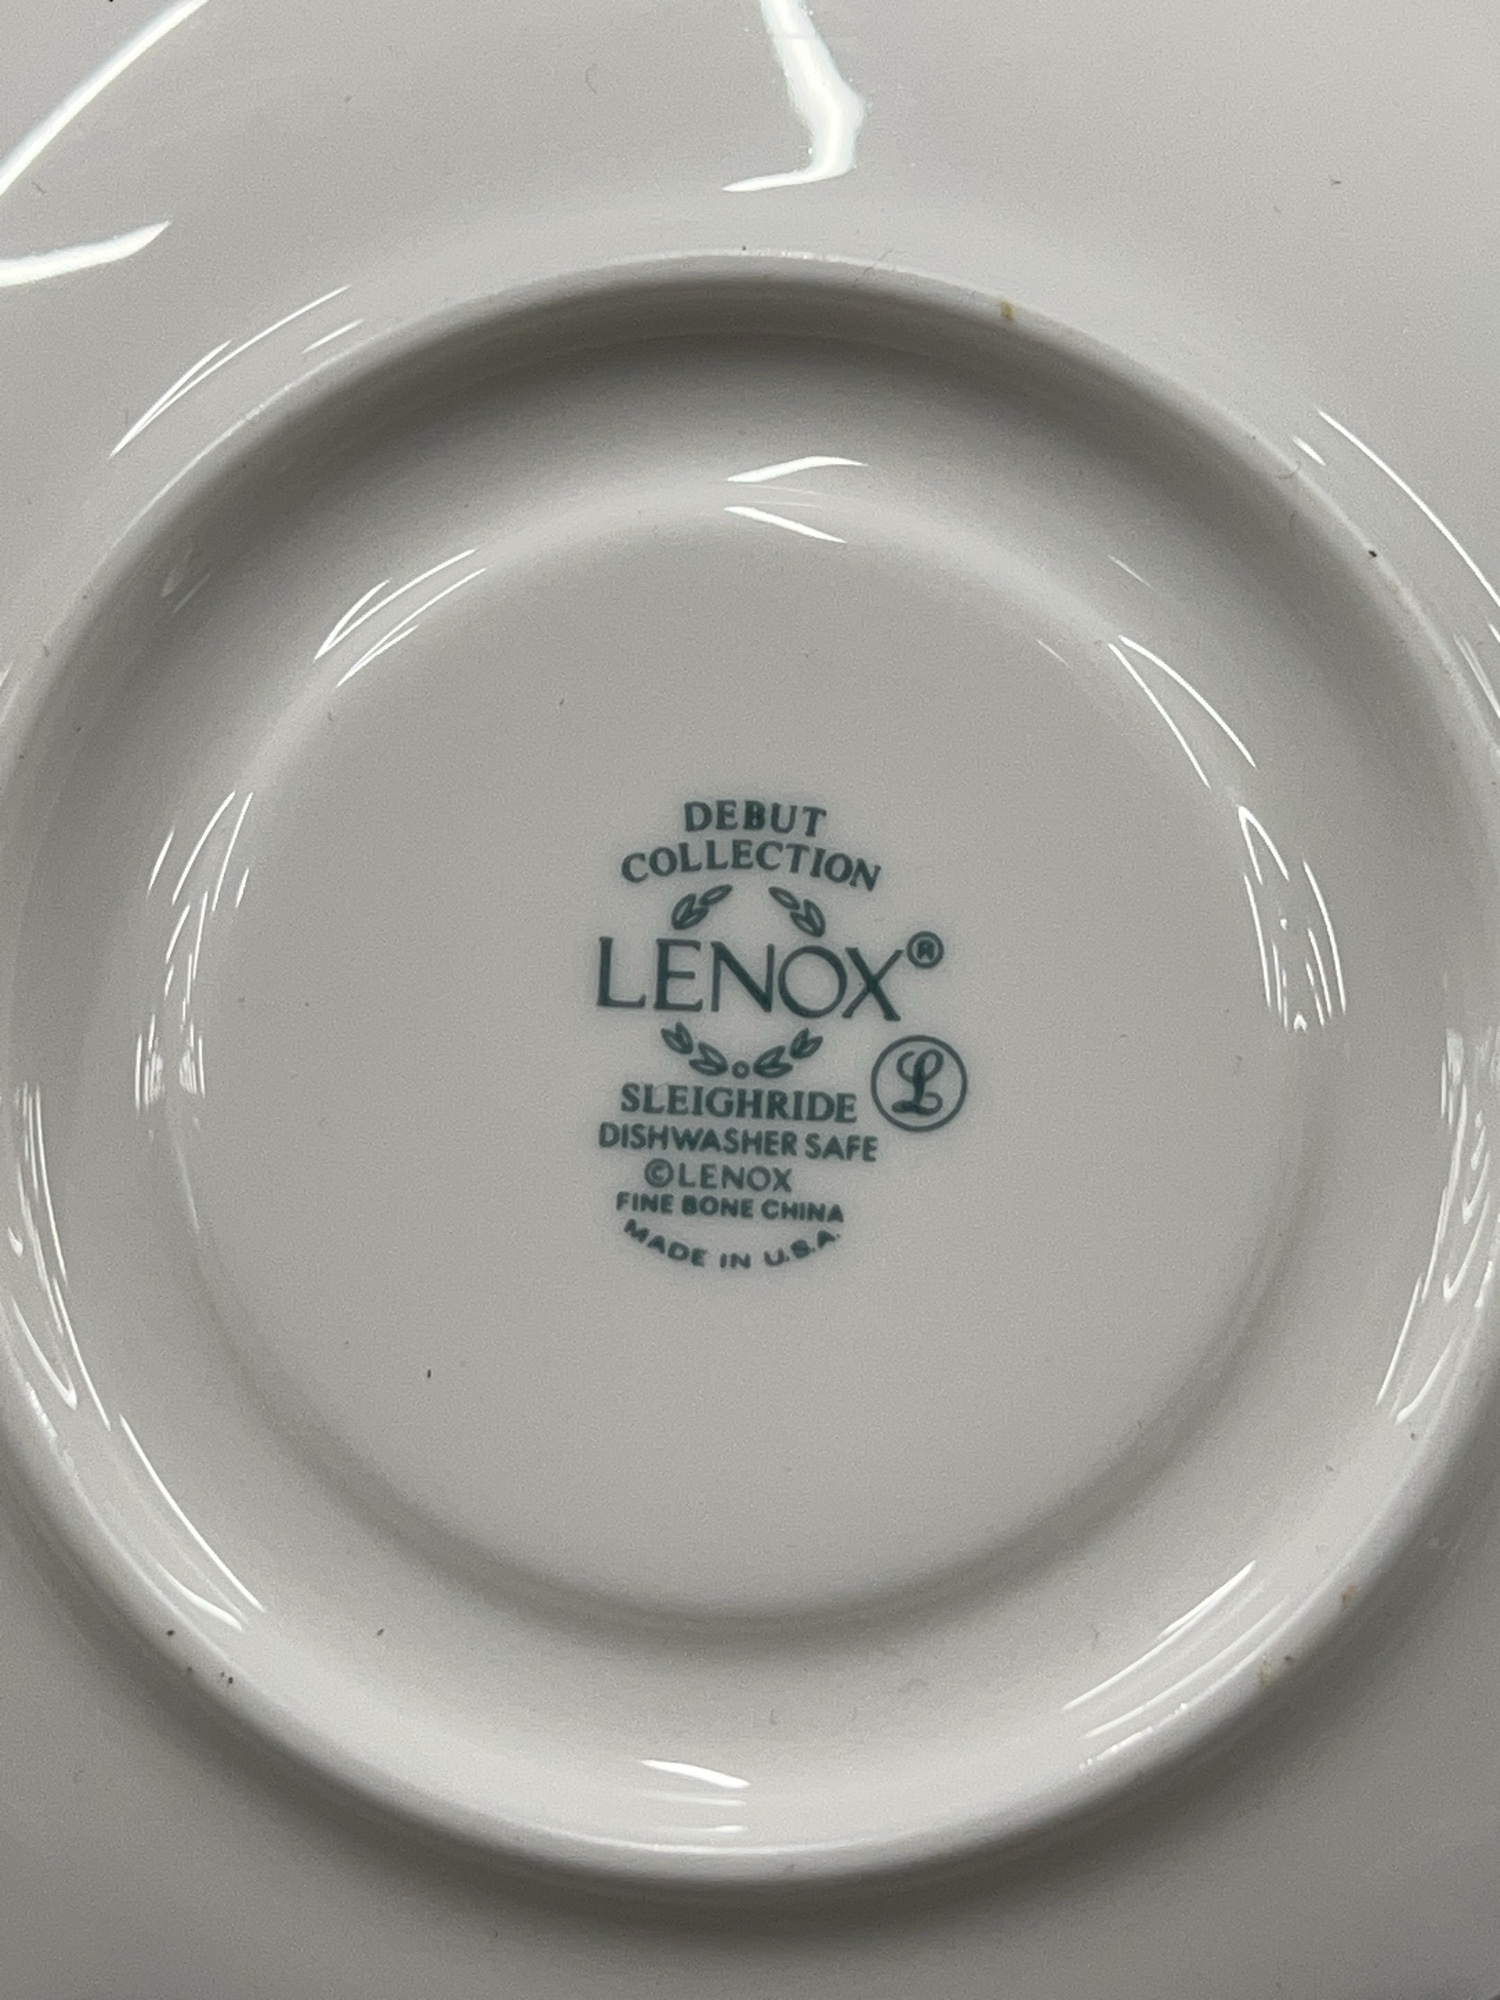 DEBUT
COLLECTION
LENOX®
ℒ
SLEIGHRIDE
DISHWASHER SAFE
©LENOX
FINE BONE CHINA
MADE IN U.S.A.